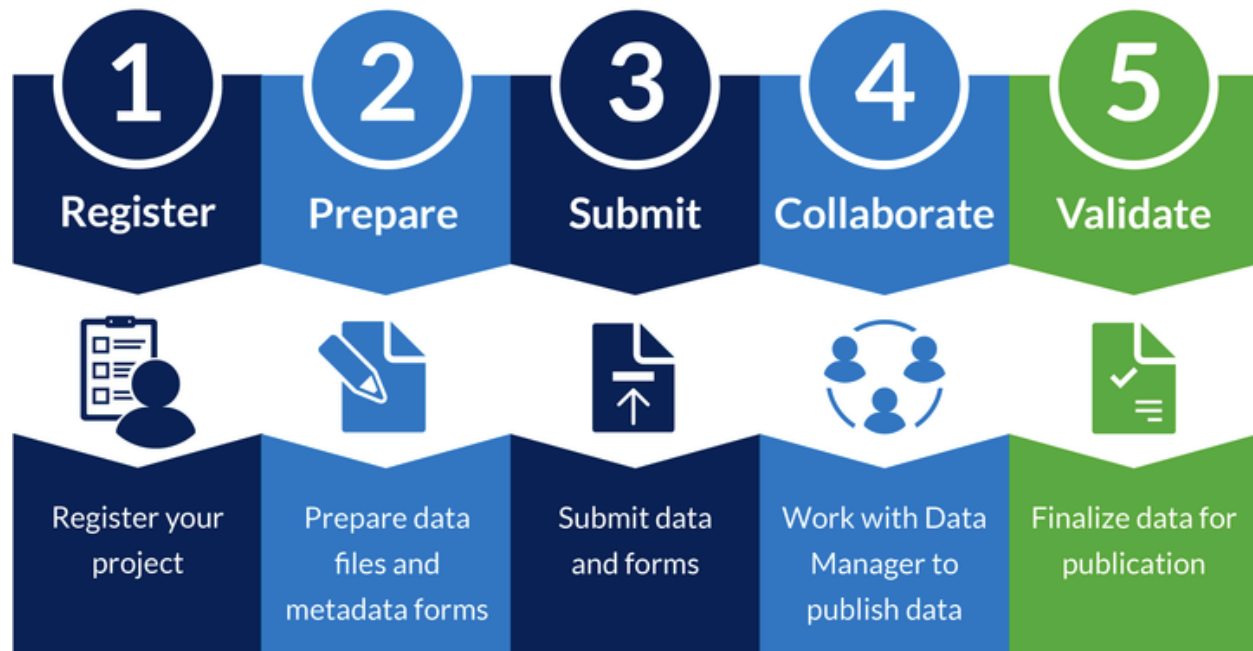 1
2
3
4
5
Register
Prepare
Submit
Collaborate
Validate
Register your
project
Prepare data
files and
metadata forms
Submit data
and forms
Work with Data
Manager to
publish data
Finalize data for
publication